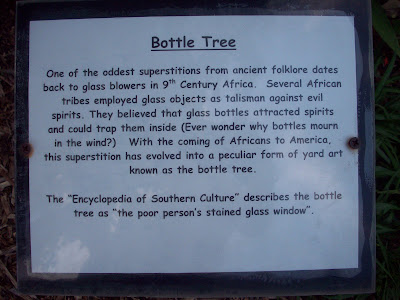 Bottle Tree
One of the oddest superstitions from ancient folklore dates
back to glass blowers in 9th Century Africa. Several African
tribes employed glass objects as talisman against evil
spirits. They believed that glass bottles attracted spirits
and could trap them inside (Ever wonder why bottles mourn
in the wind?) With the coming of Africans to America,
this superstition has evolved into a peculiar form of yard art
known as the bottle tree.
The "Encyclopedia of Southern Culture" describes the bottle
tree as "the poor person's stained glass window".